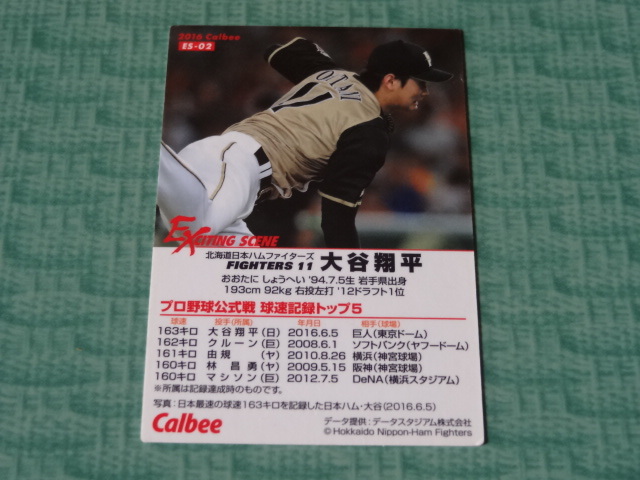 2016 Calbee
ES-02
OTANI
11
EXCITING SCENE
北海道日本ハムファイターズ
FIGHTERS 11 大谷翔平
おおたに しょうへい '94.7.5生 岩手県出身
193cm 92kg 右投左打 '12ドラフト1位
プロ野球公式戦 球速記録トップ5
球速 投手(所属) 年月日 相手(球場)
163キロ 大谷翔平(日) 2016.6.5 巨人(東京ドーム)
162キロ クルーン(巨) 2008.6.1 ソフトバンク(ヤフードーム)
161キロ 由規(ヤ) 2010.8.26 横浜(神宮球場)
160キロ 林昌勇(ヤ) 2009.5.15 阪神(神宮球場)
160キロ マシソン(巨) 2012.7.5 DeNA(横浜スタジアム)
※所属は記録達成時のものです。
写真:日本最速の球速163キロを記録した日本ハム・大谷(2016.6.5)
Calbee
データ提供:データスタジアム株式会社
©Hokkaido Nippon-Ham Fighters